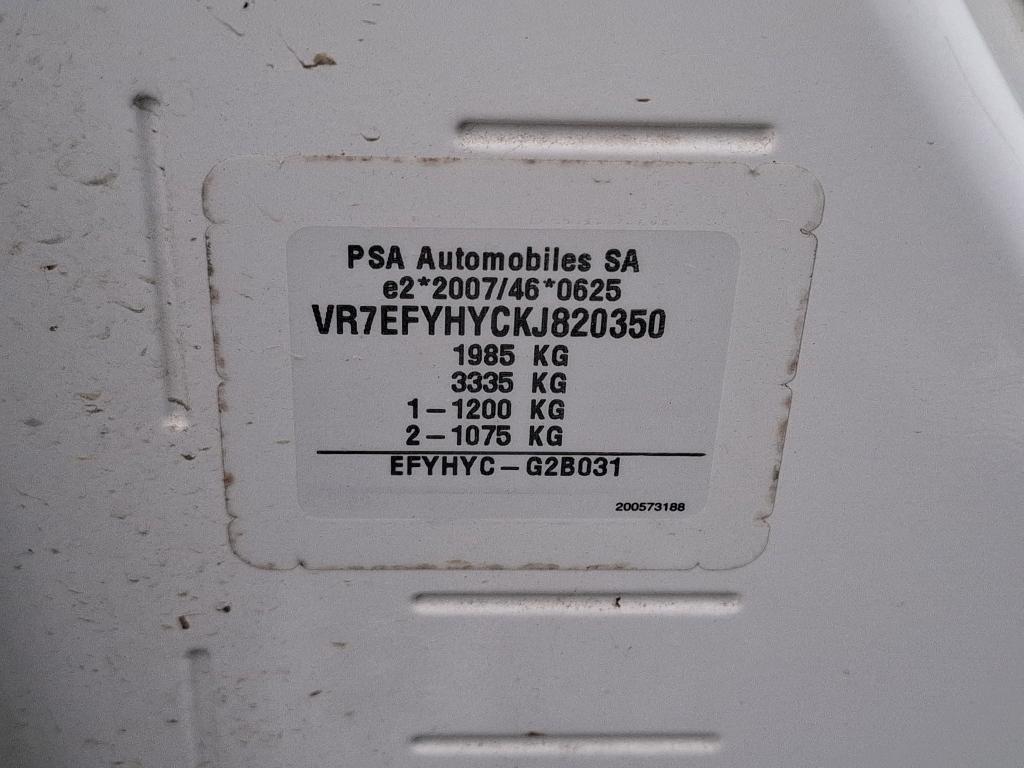 PSA Automobiles SA
e2*2007/46*0625
VR7EFYHYCKJ820350
1985 KG
3335 KG
1-1200 KG
2-1075 KG
EFYHYC-G2B031
200573188